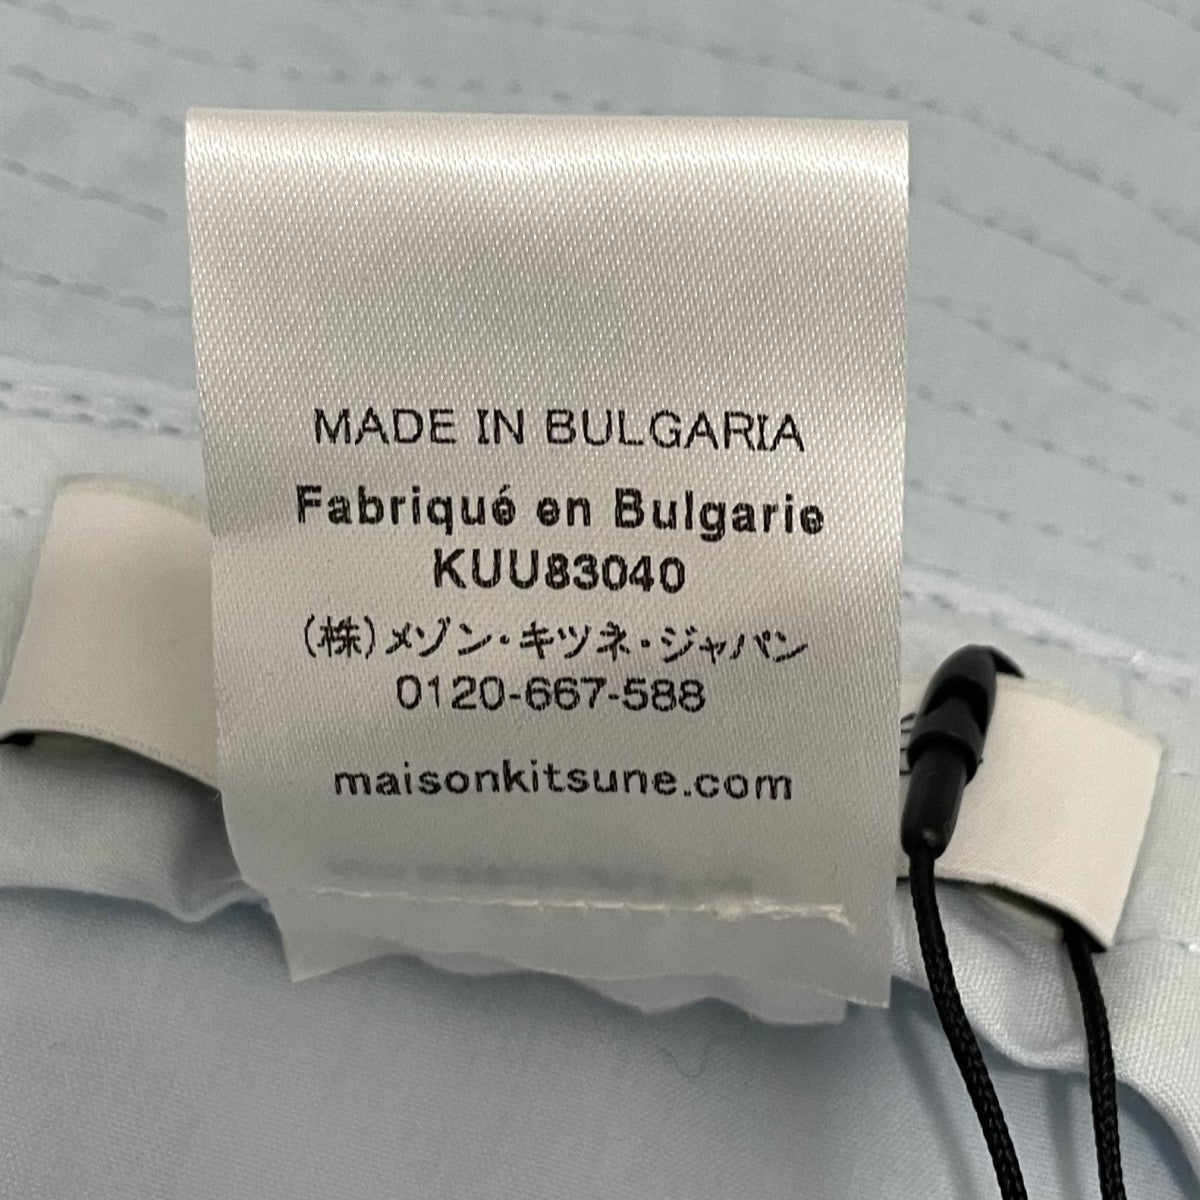 MADE IN BULGARIA
Fabriqué en Bulgarie
KUU83040
(株)メゾン・キツネ・ジャパン
0120-667-588
maisonkitsune.com